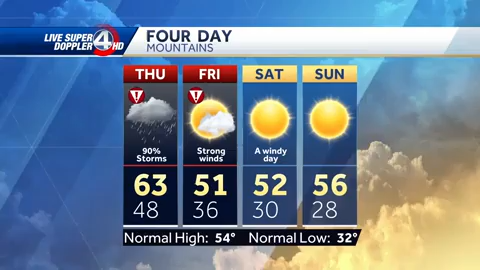 LIVE SUPER 4
DOPPLER HD
FOUR DAY
MOUNTAINS
THU FRI SAT SUN
! !
90% Strong A windy
Storms winds day
63 51 52 56
48 36 30 28
Normal High: 54° Normal Low: 32°